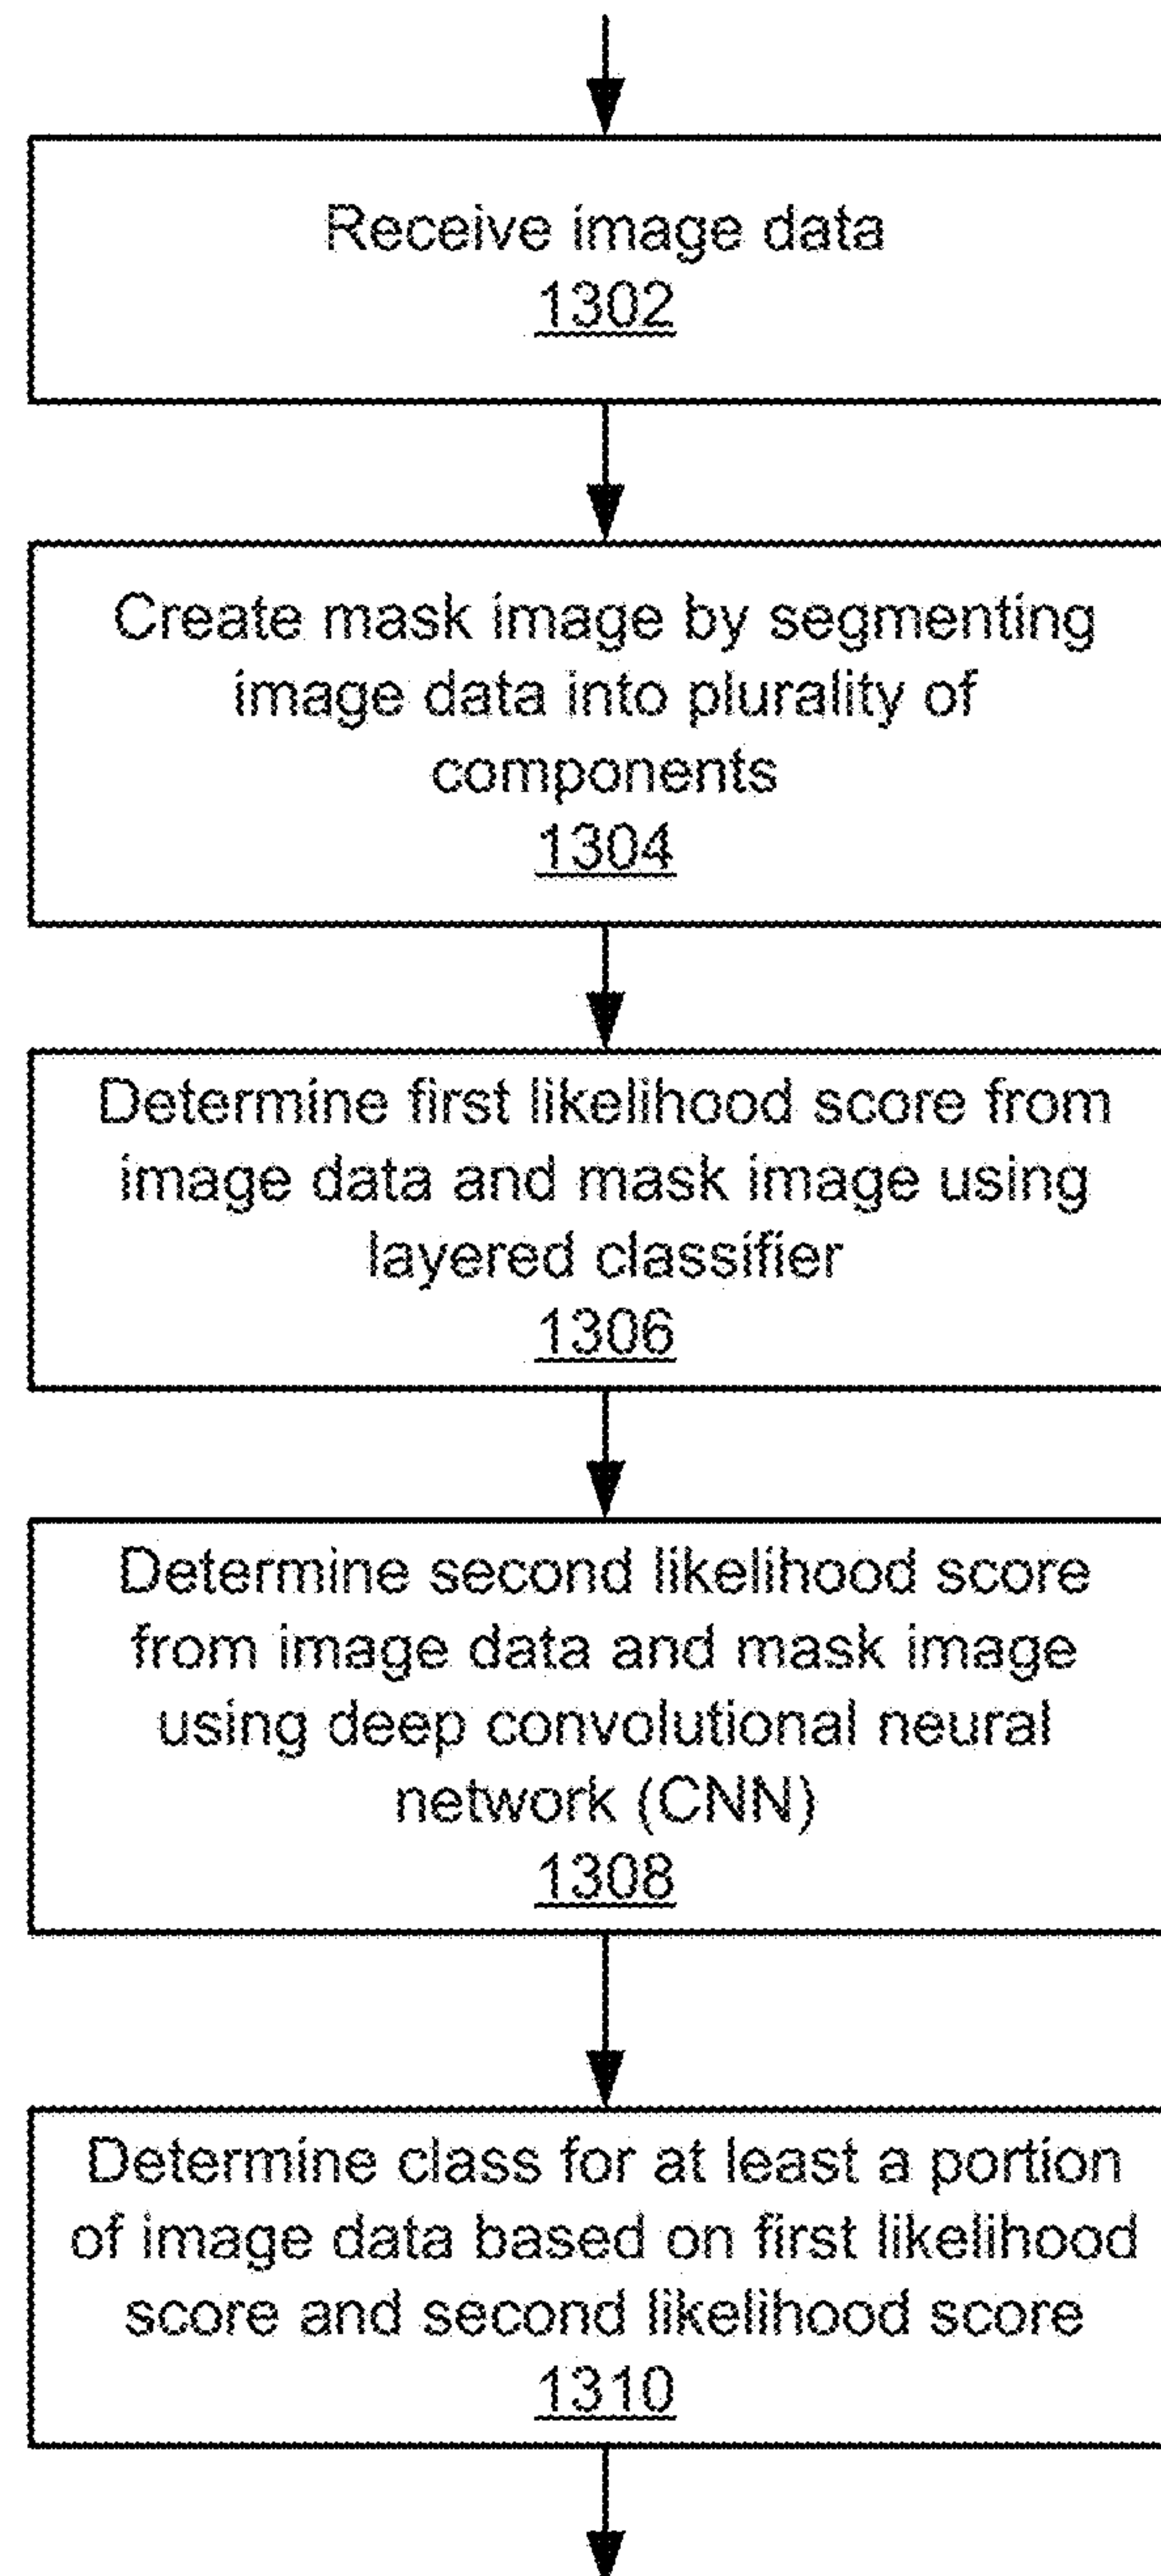 Receive image data
1302
Create mask image by segmenting
image data into plurality of
components
1304
Determine first likelihood score from
image data and mask image using
layered classifier
1306
Determine second likelihood score
from image data and mask image
using deep convolutional neural
network (CNN)
1308
Determine class for at least a portion
of image data based on first likelihood
score and second likelihood score
1310